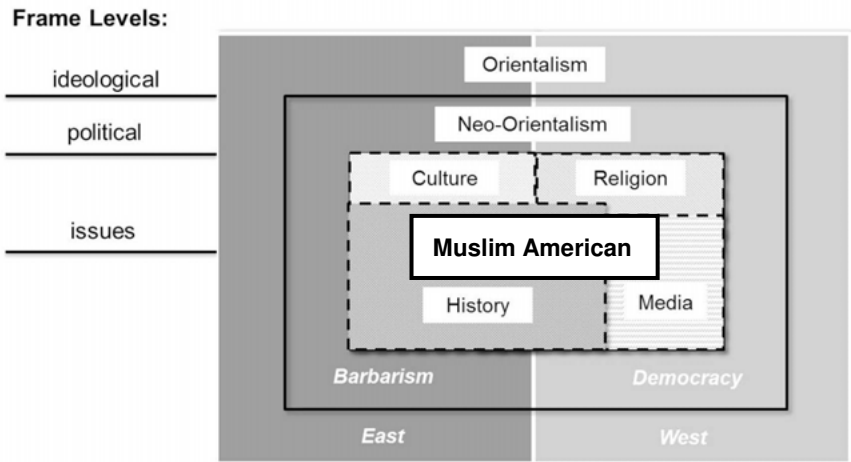 Frame Levels:
ideological
political
issues
Orientalism
Neo-Orientalism
Culture
Religion
Muslim American
History
Media
Barbarism
Democracy
East
West